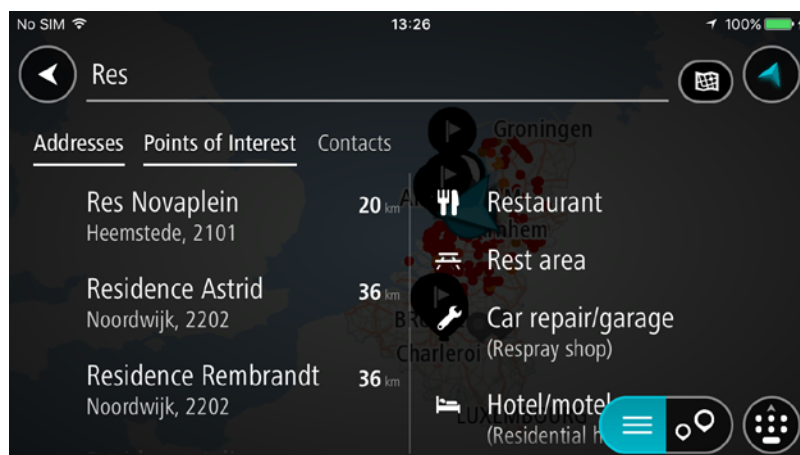 No SIM
13:26
100%
Res
Addresses Points of Interest Contacts
Res Novaplein
20 km
Heemstede, 2101
Residence Astrid
36 km
Noordwijk, 2202
Residence Rembrandt
36 km
Noordwijk, 2202
Restaurant
Rest area
Car repair/garage
(Respray shop)
Hotel/motel
(Residential h
Groningen
Charleroi
LUXEMBOURG